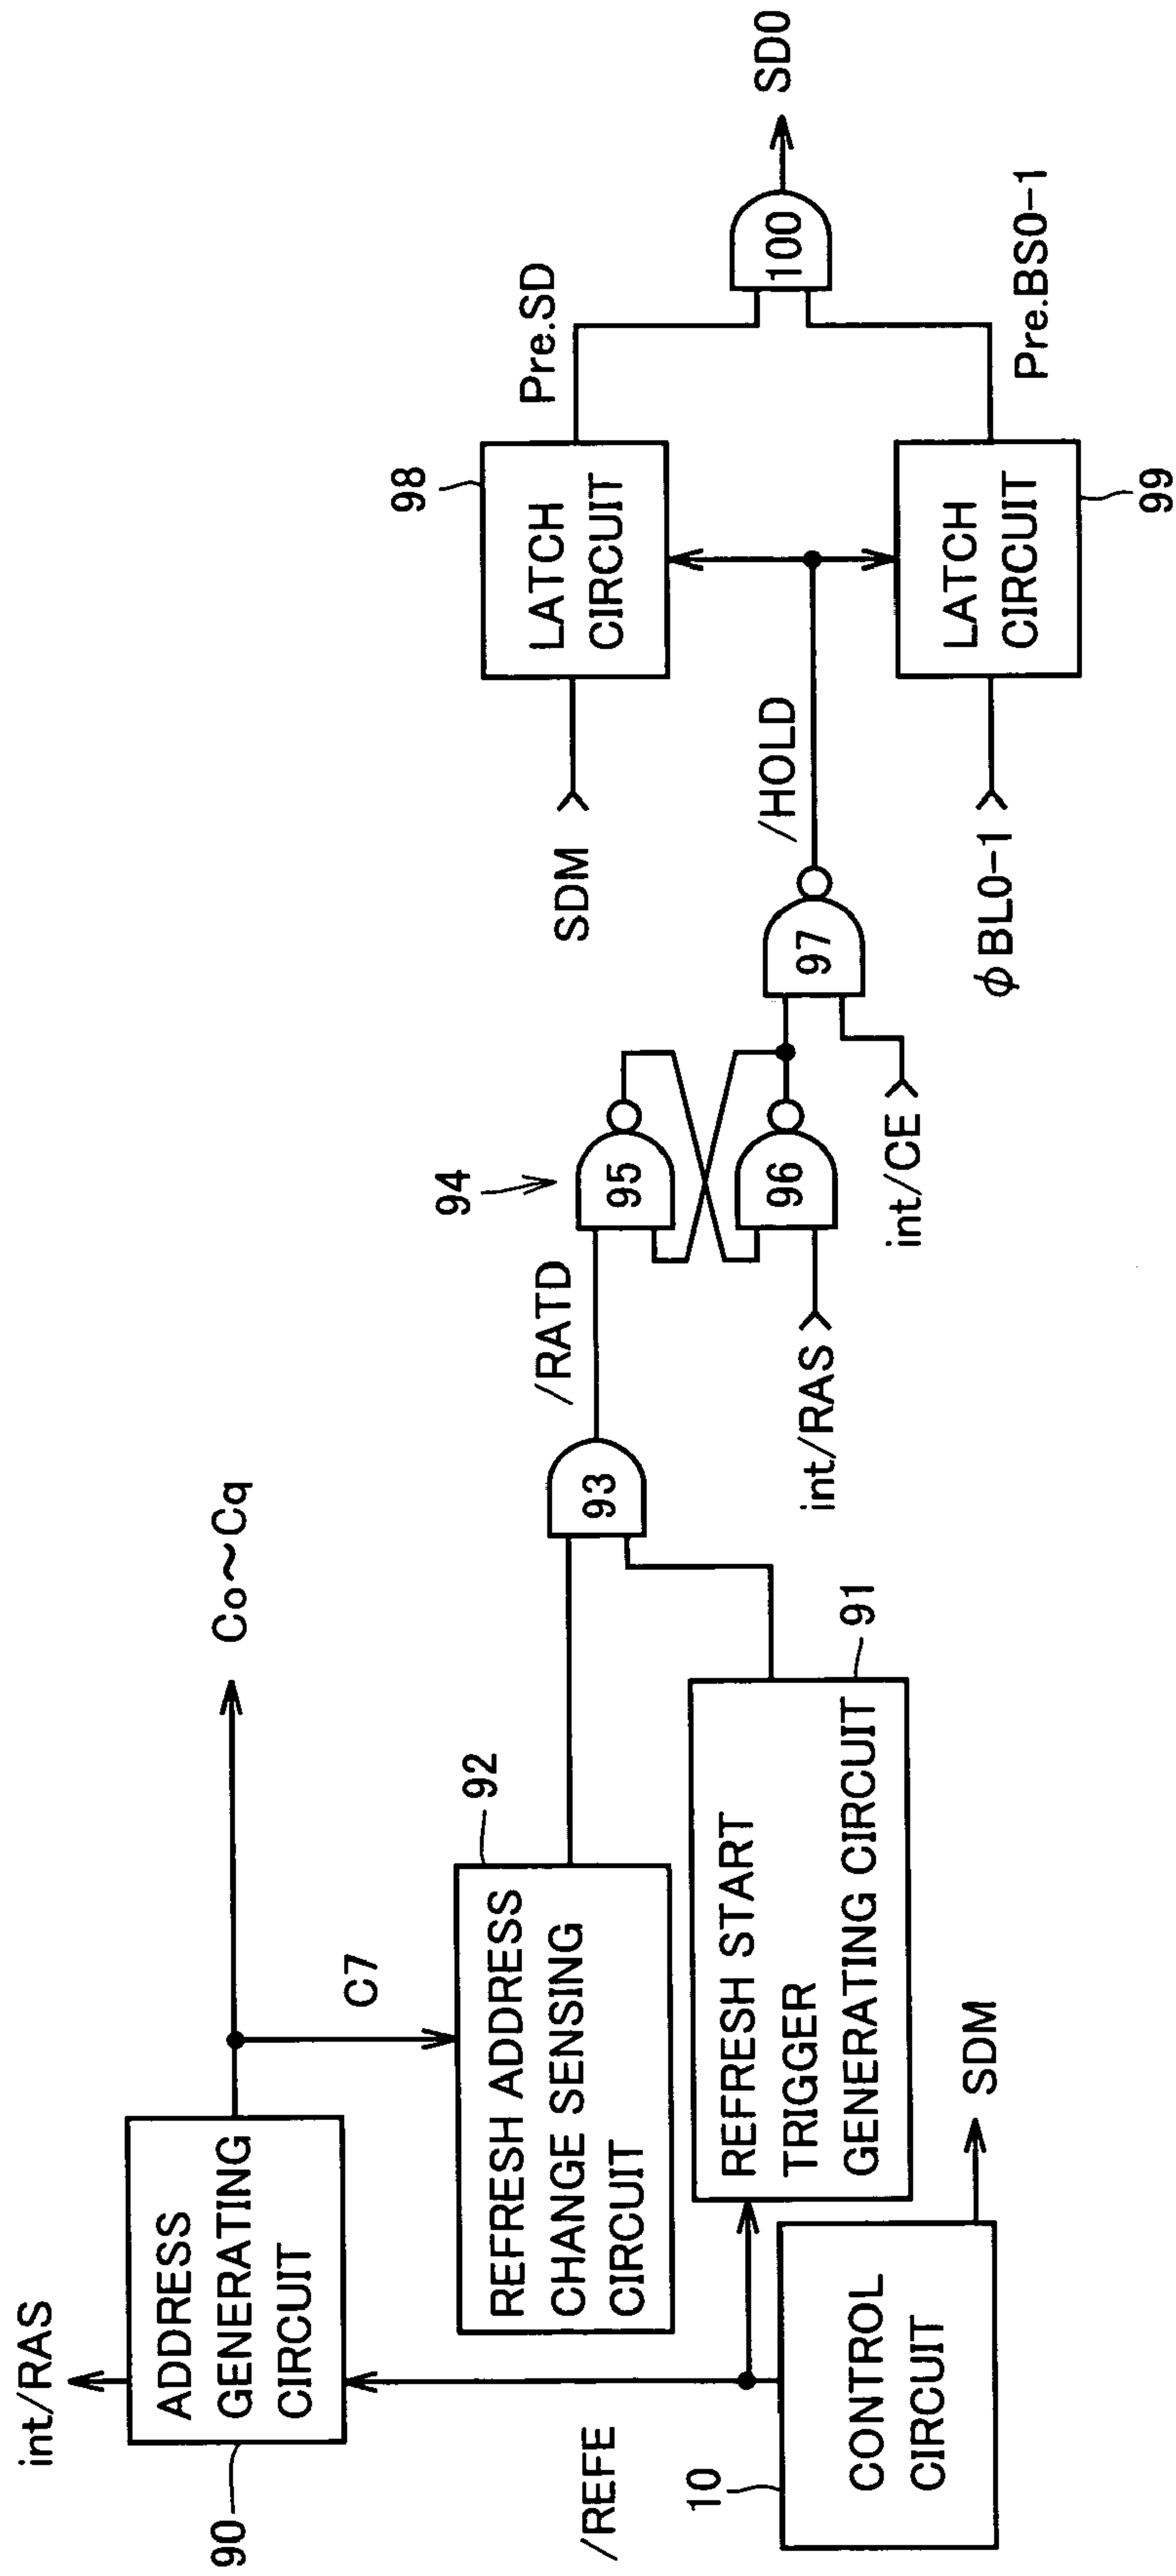 int/RAS
ADDRESS
GENERATING
CIRCUIT
90
Co~Cq
C7
92
REFRESH ADDRESS
CHANGE SENSING
CIRCUIT
/REFE
10
CONTROL
CIRCUIT
SDM
REFRESH START
TRIGGER
GENERATING CIRCUIT
91
93
/RATD
94
95
96
int/RAS
int/CE
97
/HOLD
SDM
98
LATCH
CIRCUIT
Pre.SD
φBL0-1
LATCH
CIRCUIT
99
Pre.BS0-1
100
SD0